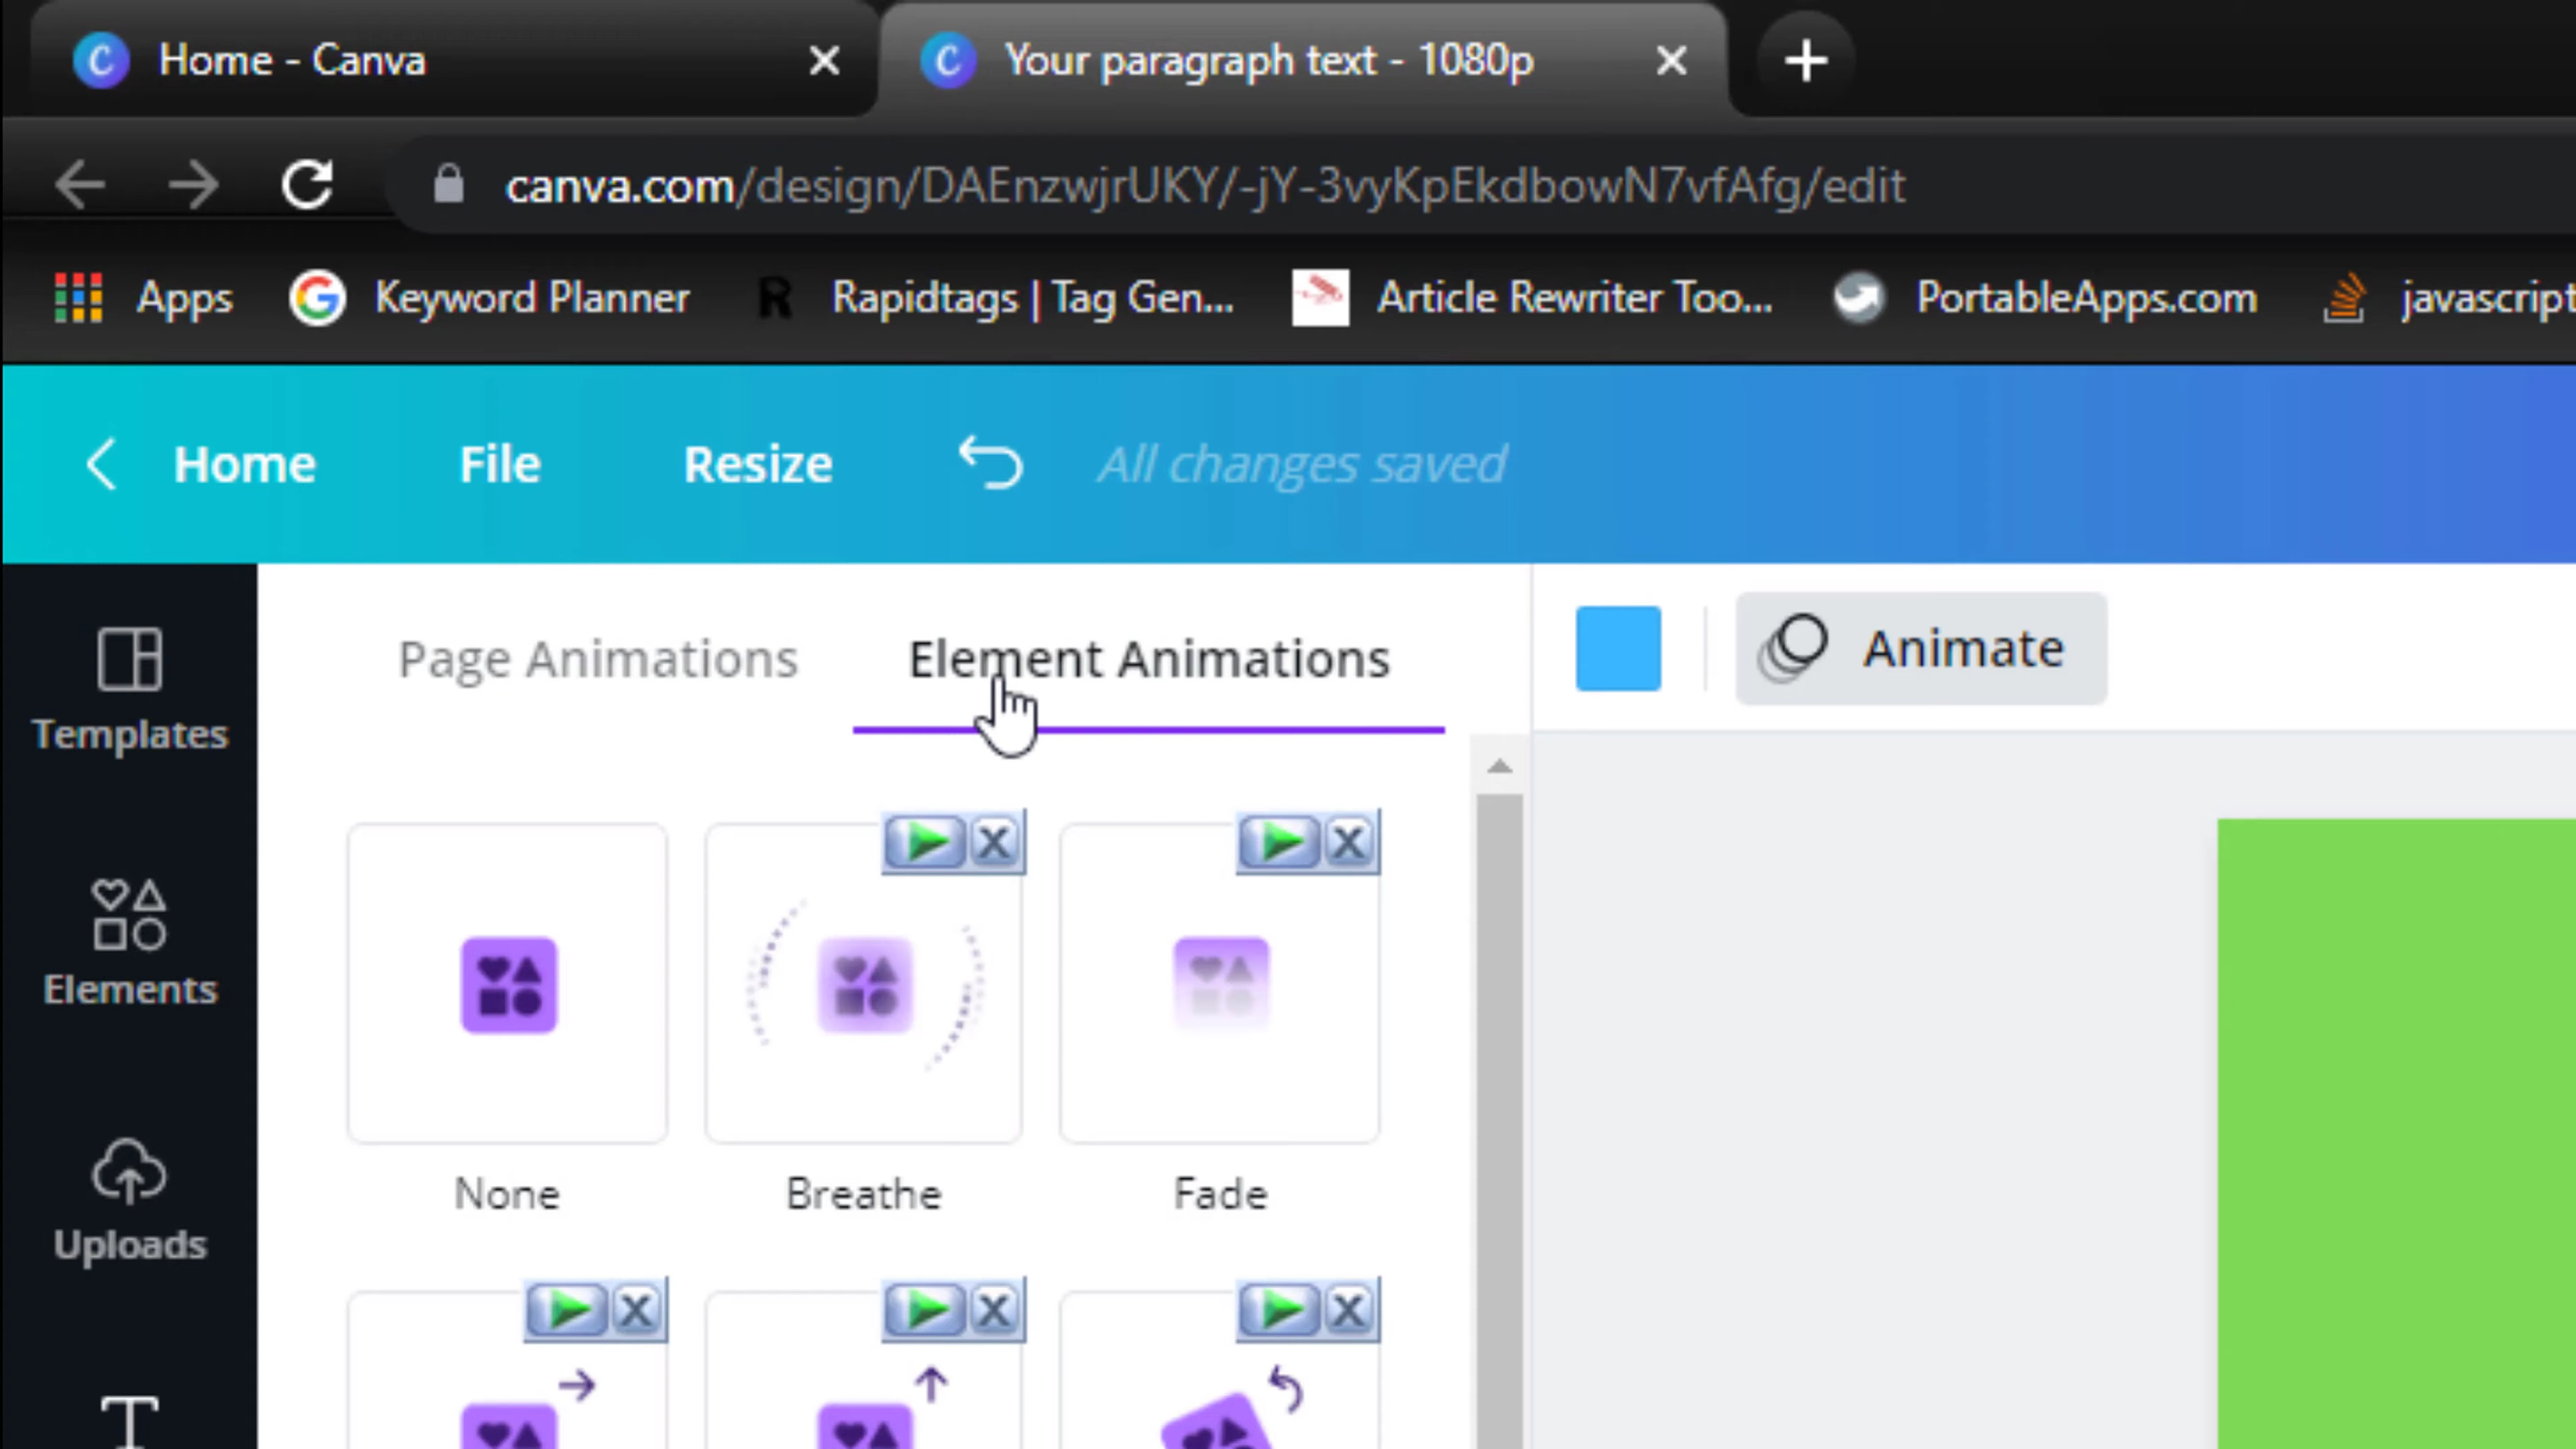 Home - Canva
Your paragraph text - 1080p
canva.com/design/DAEnzwjrUKY/-jY-3vyKpEkdbowN7vfAfg/edit
Apps
Keyword Planner
Rapidtags | Tag Gen...
Article Rewriter Too...
PortableApps.com
javascript
Home
File
Resize
All changes saved
Templates
Elements
Uploads
Page Animations
Element Animations
Animate
None
Breathe
Fade